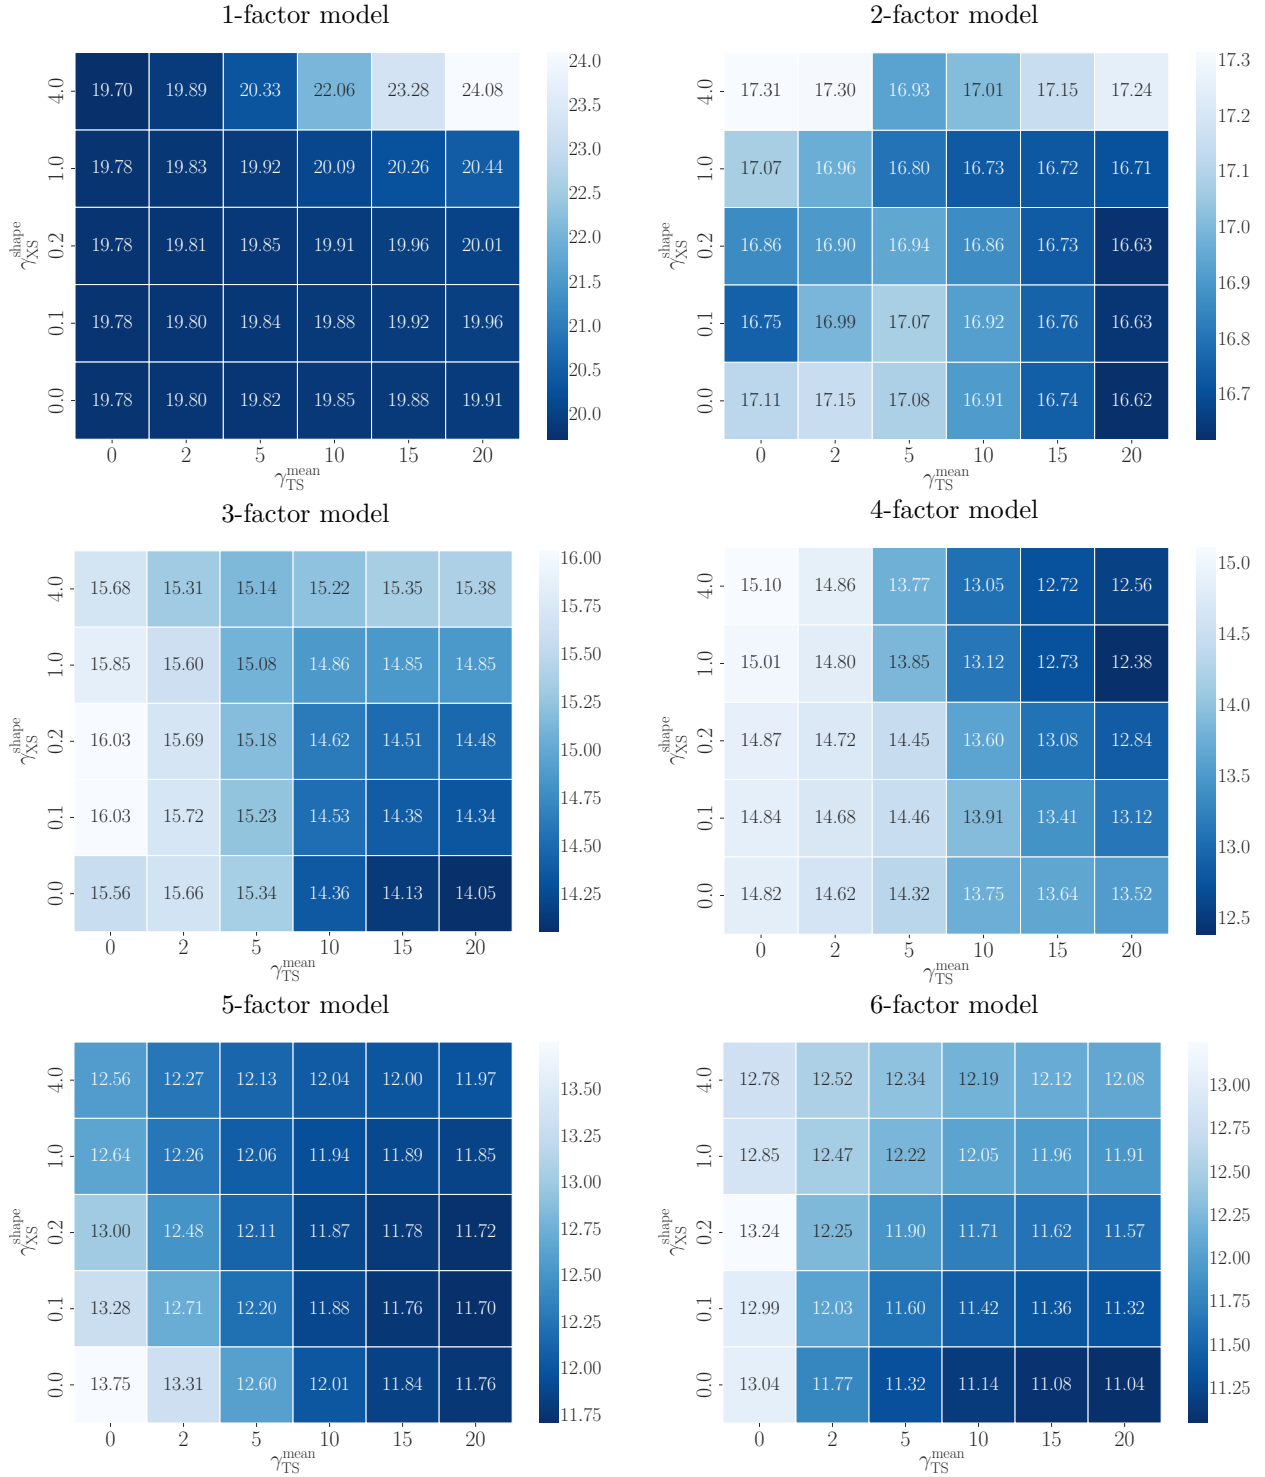 1-factor model
4.0 19.70 19.89 20.33 22.06 23.28 24.08
1.0 19.78 19.83 19.92 20.09 20.26 20.44
0.2 19.78 19.81 19.85 19.91 19.96 20.01
0.1 19.78 19.80 19.84 19.88 19.92 19.96
0.0 19.78 19.80 19.82 19.85 19.88 19.91
0 2 5 10 15 20
γ_TS^mean
γ_XS^shape
24.0
23.5
23.0
22.5
22.0
21.5
21.0
20.5
20.0
2-factor model
4.0 17.31 17.30 16.93 17.01 17.15 17.24
1.0 17.07 16.96 16.80 16.73 16.72 16.71
0.2 16.86 16.90 16.94 16.86 16.73 16.63
0.1 16.75 16.99 17.07 16.92 16.76 16.63
0.0 17.11 17.15 17.08 16.91 16.74 16.62
0 2 5 10 15 20
γ_TS^mean
γ_XS^shape
17.3
17.2
17.1
17.0
16.9
16.8
16.7
3-factor model
4.0 15.68 15.31 15.14 15.22 15.35 15.38
1.0 15.85 15.60 15.08 14.86 14.85 14.85
0.2 16.03 15.69 15.18 14.62 14.51 14.48
0.1 16.03 15.72 15.23 14.53 14.38 14.34
0.0 15.56 15.66 15.34 14.36 14.13 14.05
0 2 5 10 15 20
γ_TS^mean
γ_XS^shape
16.00
15.75
15.50
15.25
15.00
14.75
14.50
14.25
4-factor model
4.0 15.10 14.86 13.77 13.05 12.72 12.56
1.0 15.01 14.80 13.85 13.12 12.73 12.38
0.2 14.87 14.72 14.45 13.60 13.08 12.84
0.1 14.84 14.68 14.46 13.91 13.41 13.12
0.0 14.82 14.62 14.32 13.75 13.64 13.52
0 2 5 10 15 20
γ_TS^mean
γ_XS^shape
15.0
14.5
14.0
13.5
13.0
12.5
5-factor model
4.0 12.56 12.27 12.13 12.04 12.00 11.97
1.0 12.64 12.26 12.06 11.94 11.89 11.85
0.2 13.00 12.48 12.11 11.87 11.78 11.72
0.1 13.28 12.71 12.20 11.88 11.76 11.70
0.0 13.75 13.31 12.60 12.01 11.84 11.76
0 2 5 10 15 20
γ_TS^mean
γ_XS^shape
13.50
13.25
13.00
12.75
12.50
12.25
12.00
11.75
6-factor model
4.0 12.78 12.52 12.34 12.19 12.12 12.08
1.0 12.85 12.47 12.22 12.05 11.96 11.91
0.2 13.24 12.25 11.90 11.71 11.62 11.57
0.1 12.99 12.03 11.60 11.42 11.36 11.32
0.0 13.04 11.77 11.32 11.14 11.08 11.04
0 2 5 10 15 20
γ_TS^mean
γ_XS^shape
13.00
12.75
12.50
12.25
12.00
11.75
11.50
11.25